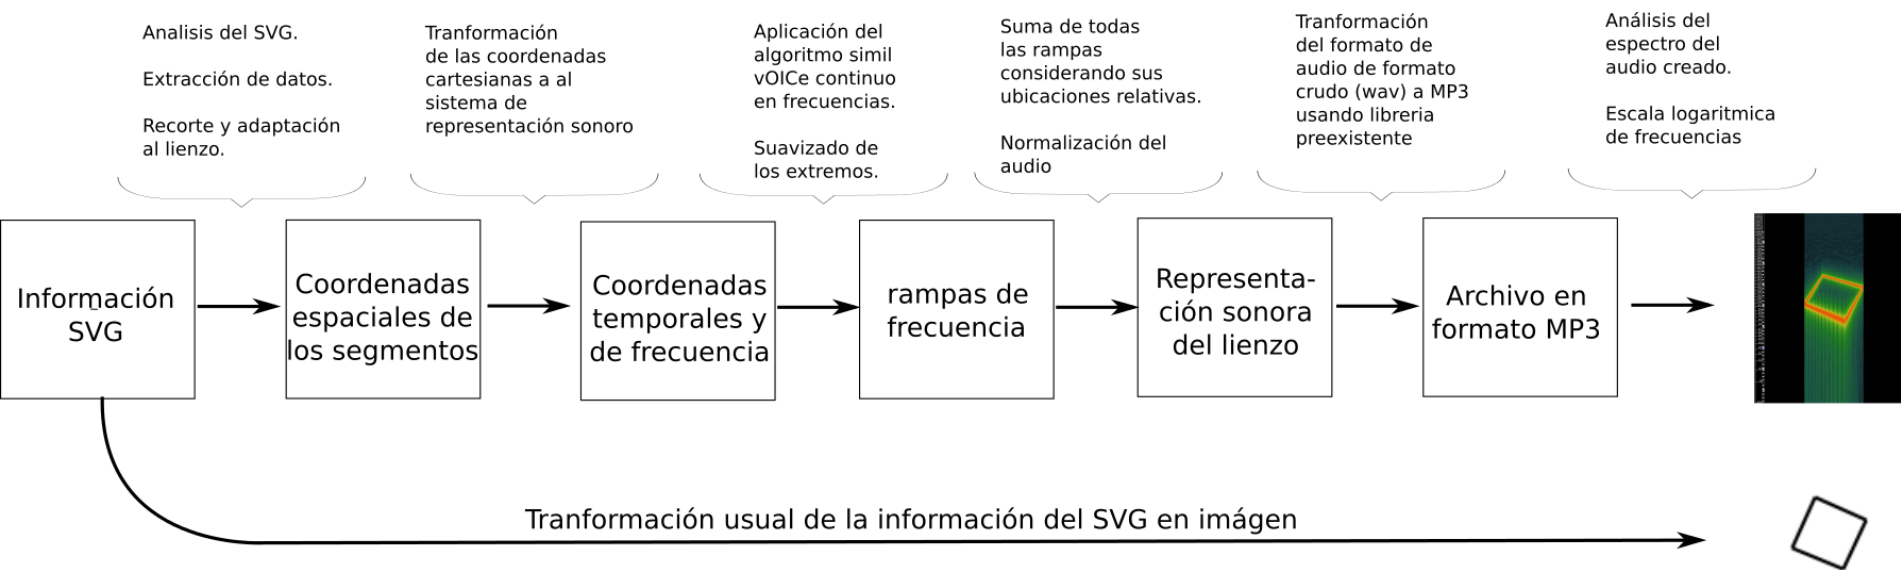 Analisis del SVG.
Extracción de datos.
Recorte y adaptación
al lienzo.
Tranformación
de las coordenadas
cartesianas a al
sistema de
representación sonoro
Aplicación del
algoritmo simil
vOICe continuo
en frecuencias.
Suavizado de
los extremos.
Suma de todas
las rampas
considerando sus
ubicaciones relativas.
Normalización del
audio
Tranformación
del formato de
audio de formato
crudo (wav) a MP3
usando libreria
preexistente
Análisis del
espectro del
audio creado.
Escala logaritmica
de frecuencias
Información
SVG
Coordenadas
espaciales de
los segmentos
Coordenadas
temporales y
de frecuencia
rampas de
frecuencia
Representa-
ción sonora
del lienzo
Archivo en
formato MP3
Tranformación usual de la información del SVG en imágen